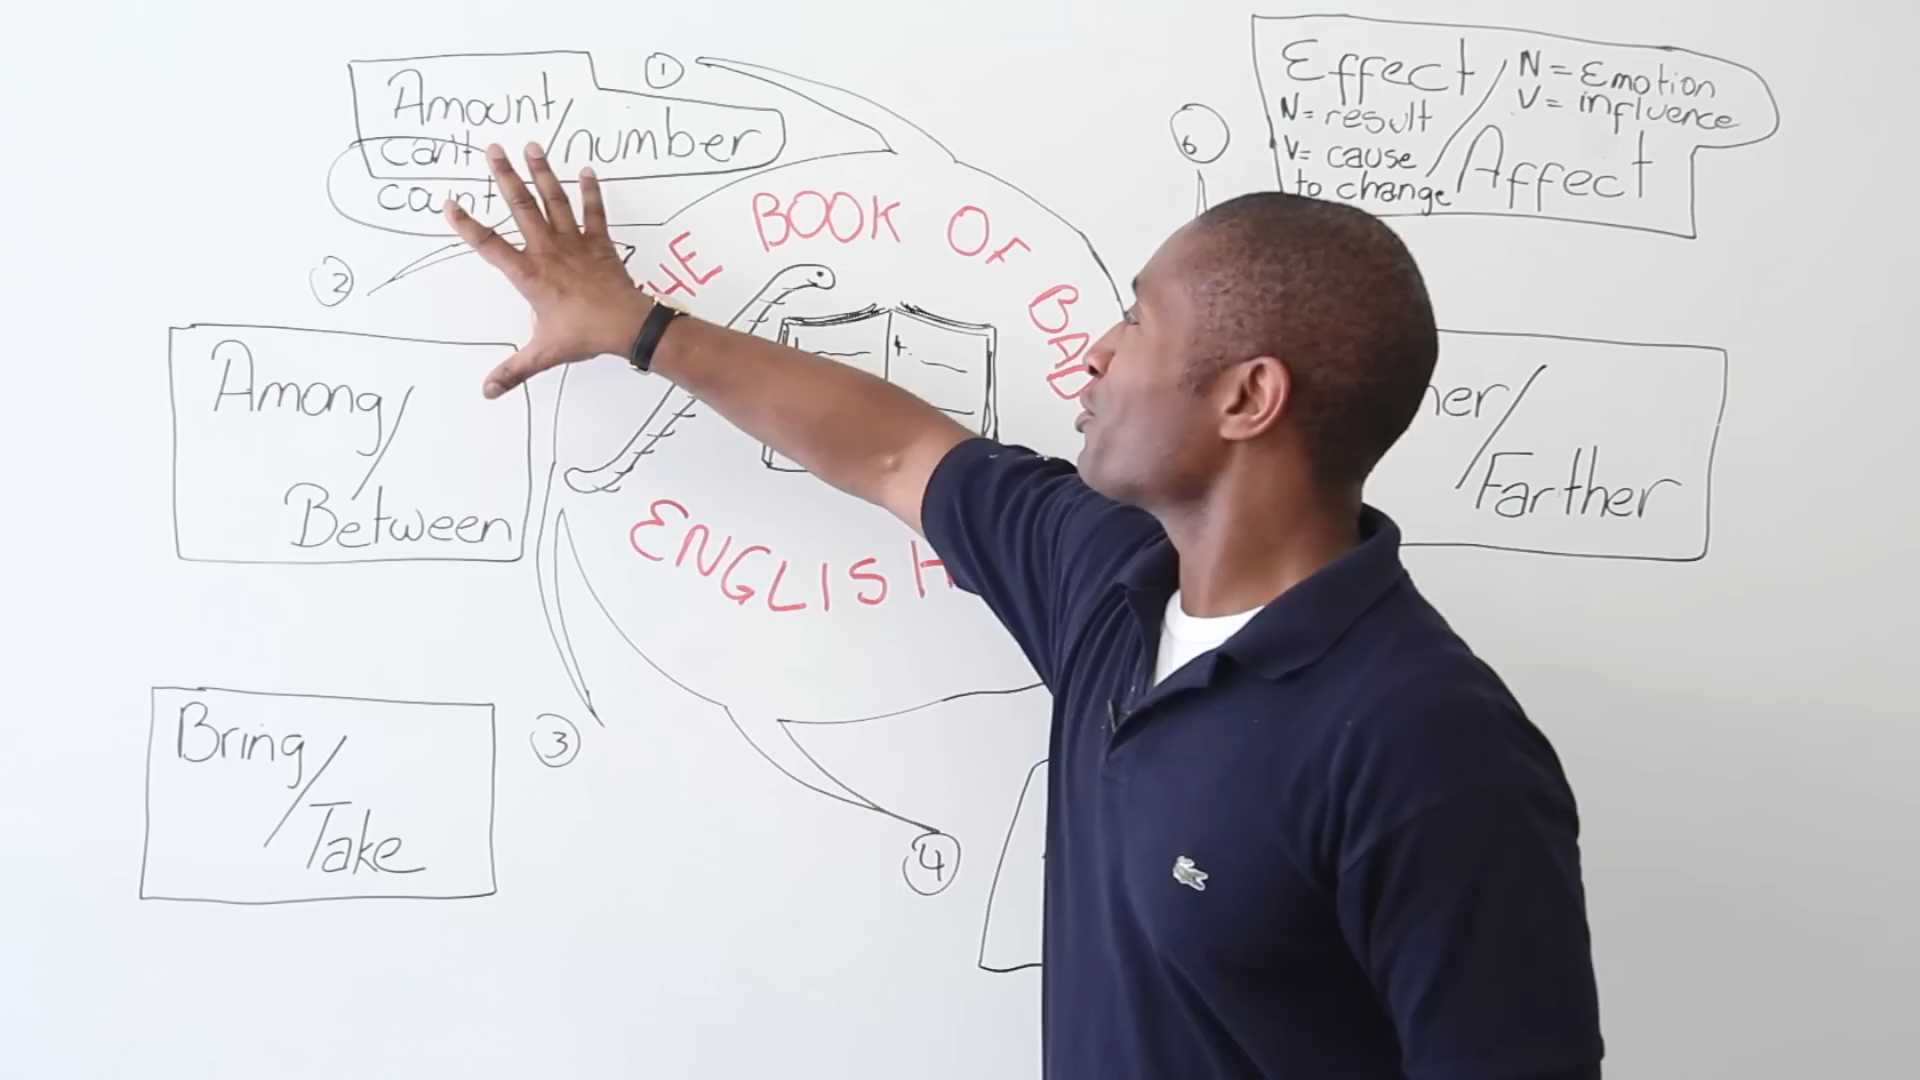 Amount/number
can't
count
1
2
Among/
Between
Bring/
Take
3
4
THE BOOK OF BAD
ENGLISH
6
Effect / N = Emotion
V = influence
N = result
V = cause
to change
Affect
her/
Farther